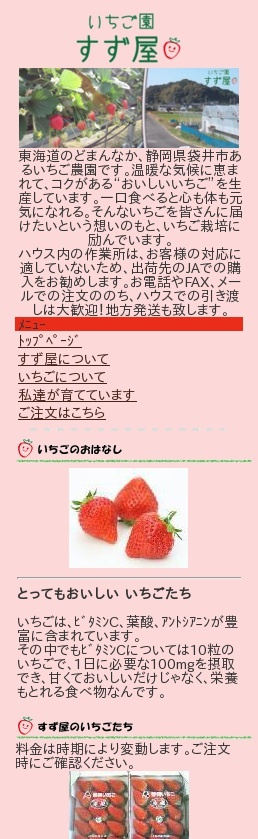 いちご園
すず屋
いちご園
すず屋
東海道のどまんなか、静岡県袋井市あ
るいちご農園です。温暖な気候に恵ま
れて、コクがある“おいしいいちご”を生
産しています。一口食べると心も体も元
気になれる。そんないちごを皆さんに届
けたいという想いのもと、いちご栽培に
励んでいます。
ハウス内の作業所は、お客様の対応に
適していないため、出荷先のJAでの購
入をお勧めします。お電話やFAX、メー
ルでの注文ののち、ハウスでの引き渡
しは大歓迎!地方発送も致します。
ﾒﾆｭｰ
ﾄｯﾌﾟﾍﾟｰｼﾞ
すず屋について
いちごについて
私達が育てています
ご注文はこちら
いちごのおはなし
とってもおいしい いちごたち
いちごは、ﾋﾞﾀﾐﾝC、葉酸、ｱﾝﾄｼｱﾆﾝが豊
富に含まれています。
その中でもﾋﾞﾀﾐﾝCについては10粒の
いちごで、1日に必要な100mgを摂取
でき、甘くておいしいだけじゃなく、栄養
もとれる食べ物なんです。
すず屋のいちごたち
料金は時期により変動します。ご注文
時にご確認ください。